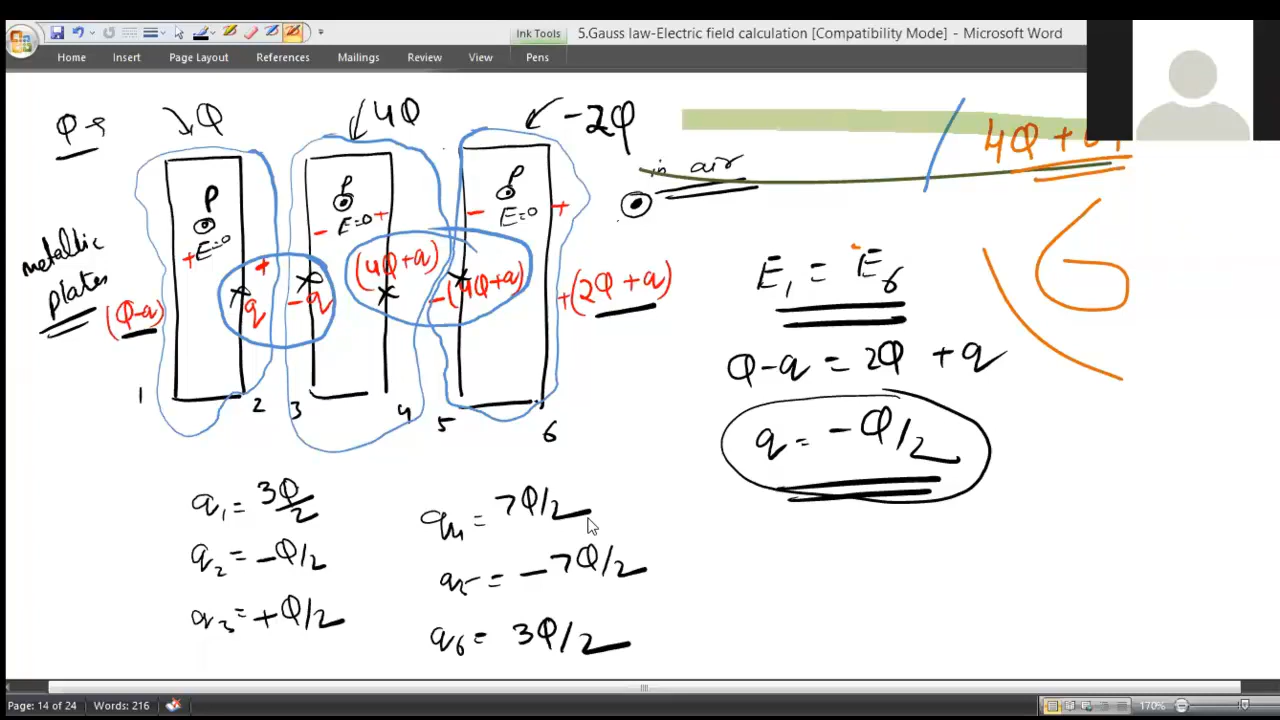 Ink Tools
5.Gauss law-Electric field calculation [Compatibility Mode] - Microsoft Word
Home Insert Page Layout References Mailings Review View Pens
Q 4Q -2Q
in air
4Q +
P P P
E=0 E=0 E=0
+ - + - +
metallic
plates
(Q-q) + q -q (4Q+q) -(4Q+q) +(2Q+q)
1 2 3 4 5 6
E₁ = E₆
Q-q = 2Q + q
q = -Q/2
q₁ = 3Q/2
q₂ = -Q/2
q₃ = +Q/2
q₄ = 7Q/2
q₅ = -7Q/2
q₆ = 3Q/2
Page: 14 of 24 Words: 216 170%